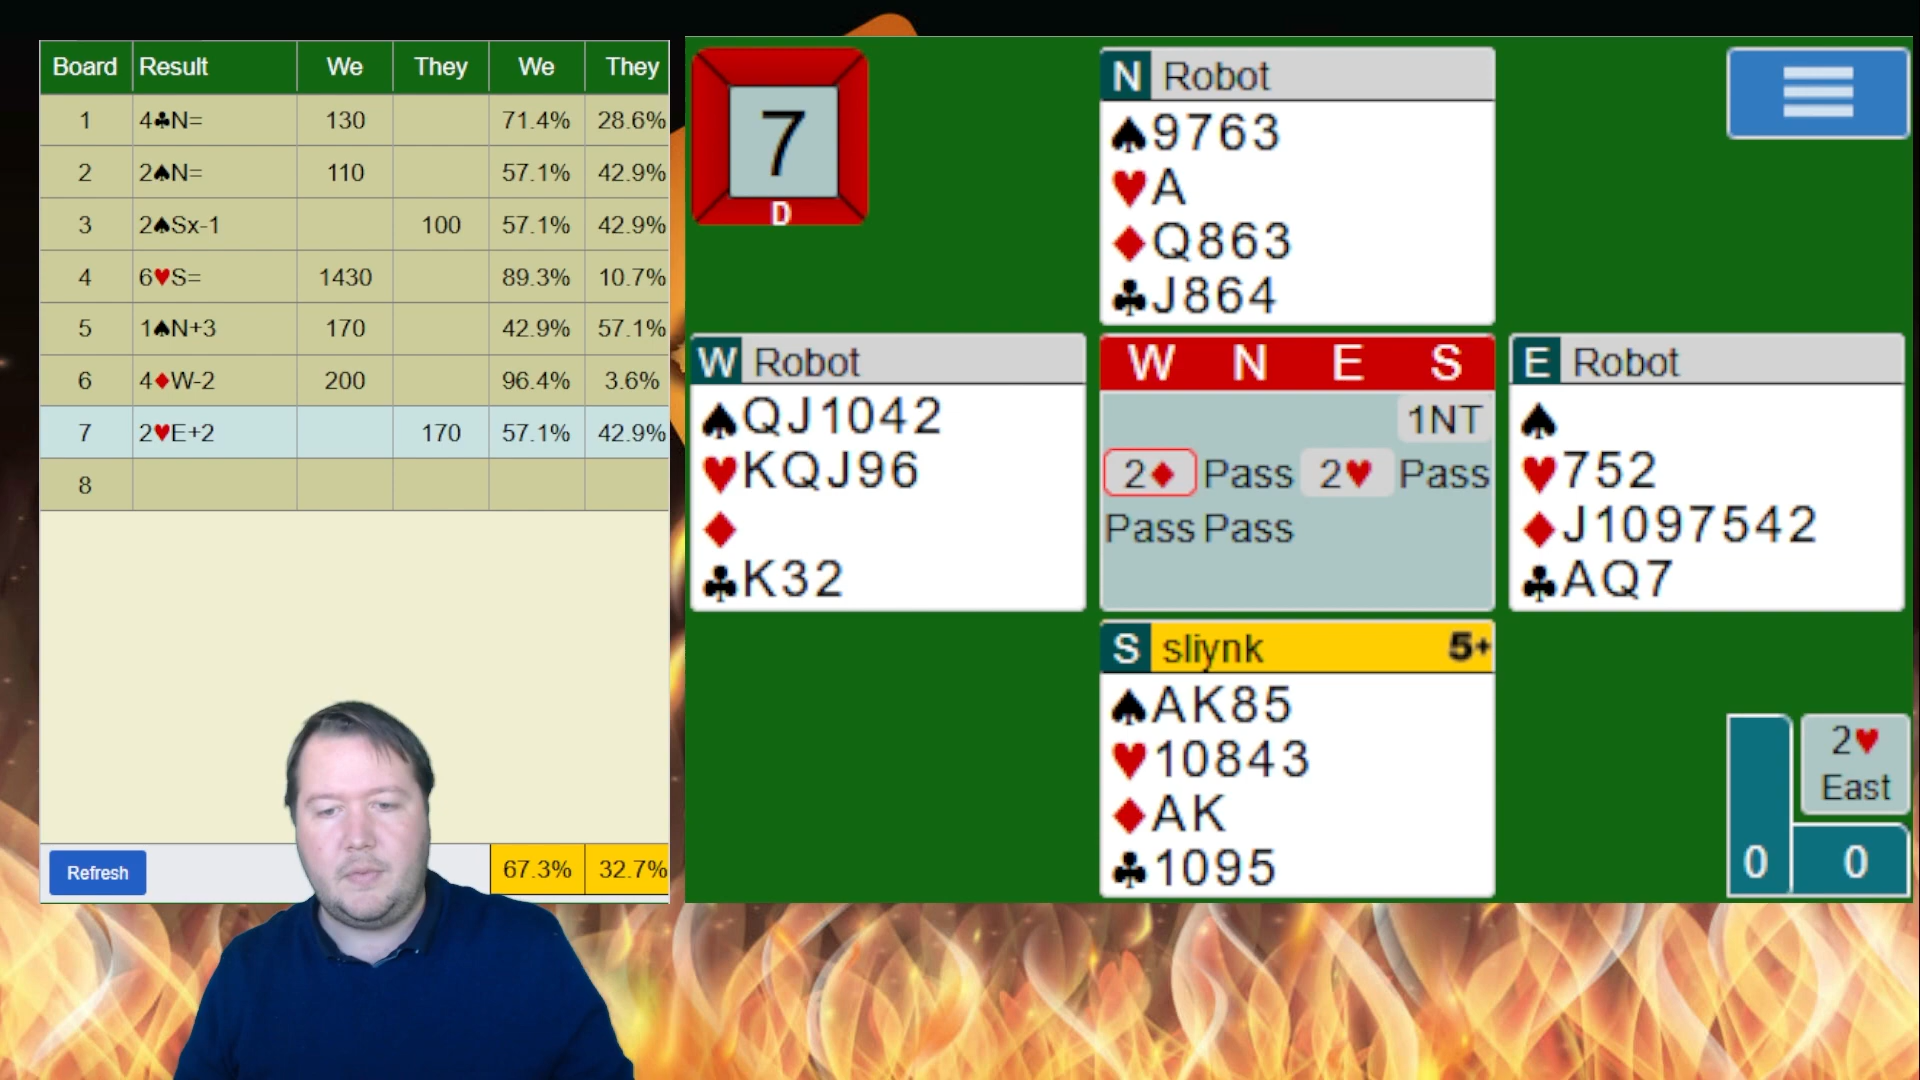 Board Result We They We They
1 4♣N= 130 71.4% 28.6%
2 2♠N= 110 57.1% 42.9%
3 2♠Sx-1 100 57.1% 42.9%
4 6♥S= 1430 89.3% 10.7%
5 1♠N+3 170 42.9% 57.1%
6 4♦W-2 200 96.4% 3.6%
7 2♥E+2 170 57.1% 42.9%
8
Refresh 67.3% 32.7%
7
D
N Robot
♠9763
♥A
♦Q863
♣J864
W Robot
♠QJ1042
♥KQJ96
♦
♣K32
W N E S
1NT
2♦ Pass 2♥ Pass
Pass Pass
E Robot
♠
♥752
♦J1097542
♣AQ7
S sliynk 5+
♠AK85
♥10843
♦AK
♣1095
2♥
East
0 0